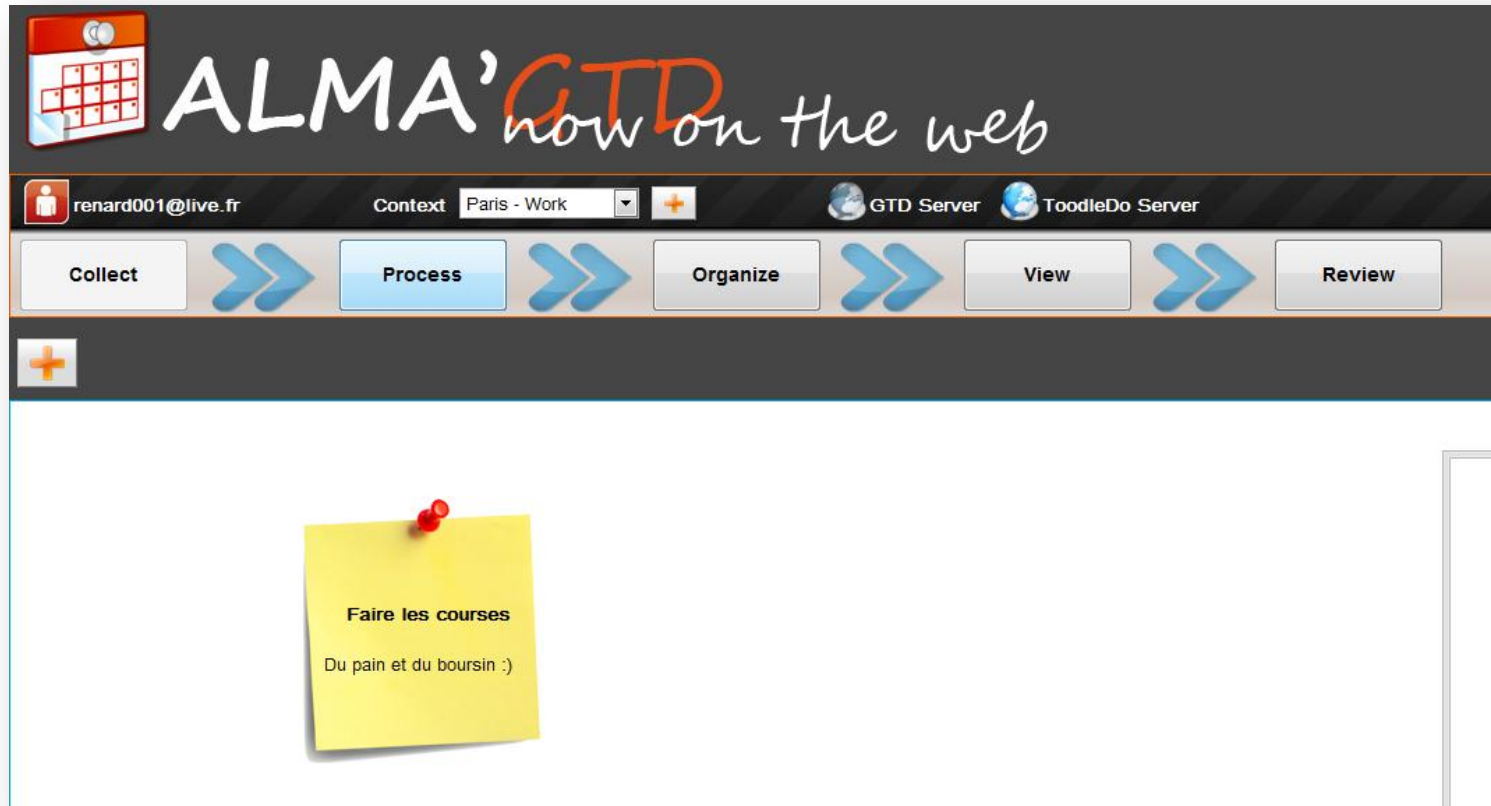 ALMA'GTD
now on the web
renard001@live.fr Context Paris - Work GTD Server ToodleDo Server
Collect Process Organize View Review
Faire les courses
Du pain et du boursin :)